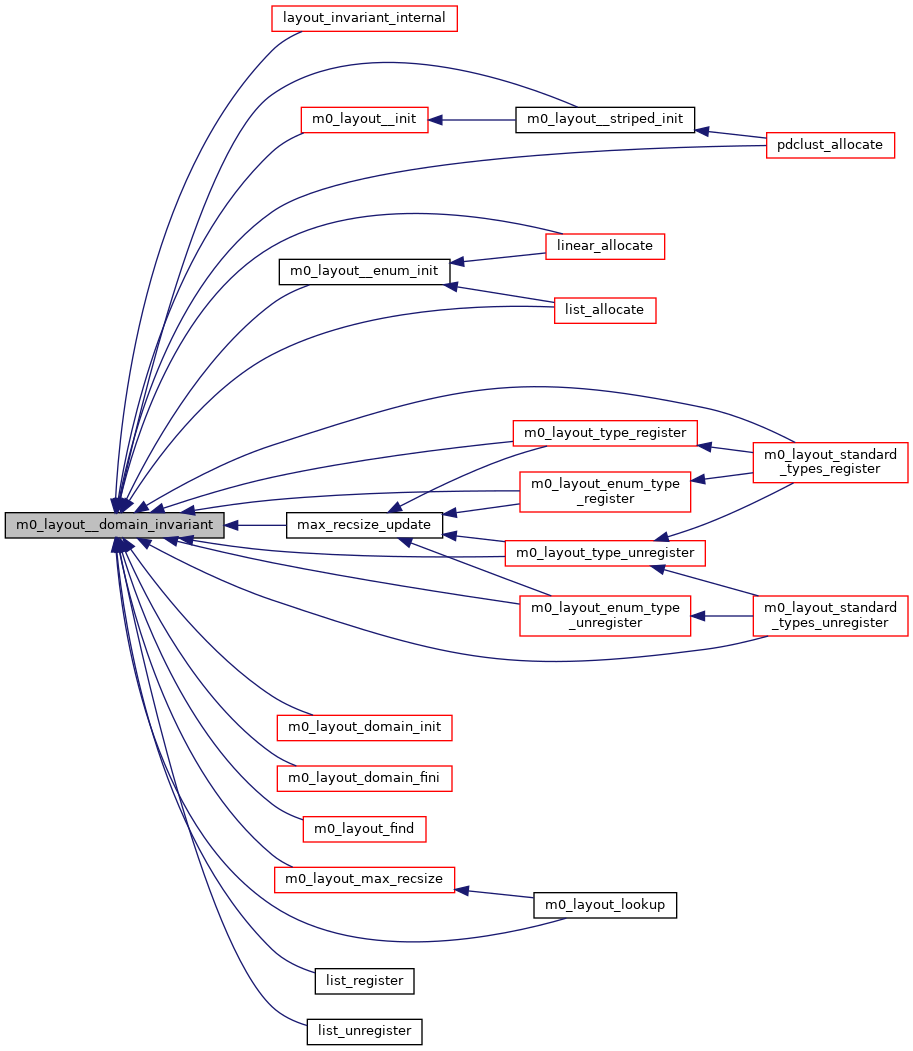 layout_invariant_internal
m0_layout__init
m0_layout__striped_init
pdclust_allocate
linear_allocate
m0_layout__enum_init
list_allocate
m0_layout_type_register
m0_layout_standard
_types_register
m0_layout_enum_type
_register
m0_layout__domain_invariant
max_recsize_update
m0_layout_type_unregister
m0_layout_enum_type
_unregister
m0_layout_standard
_types_unregister
m0_layout_domain_init
m0_layout_domain_fini
m0_layout_find
m0_layout_max_recsize
m0_layout_lookup
list_register
list_unregister